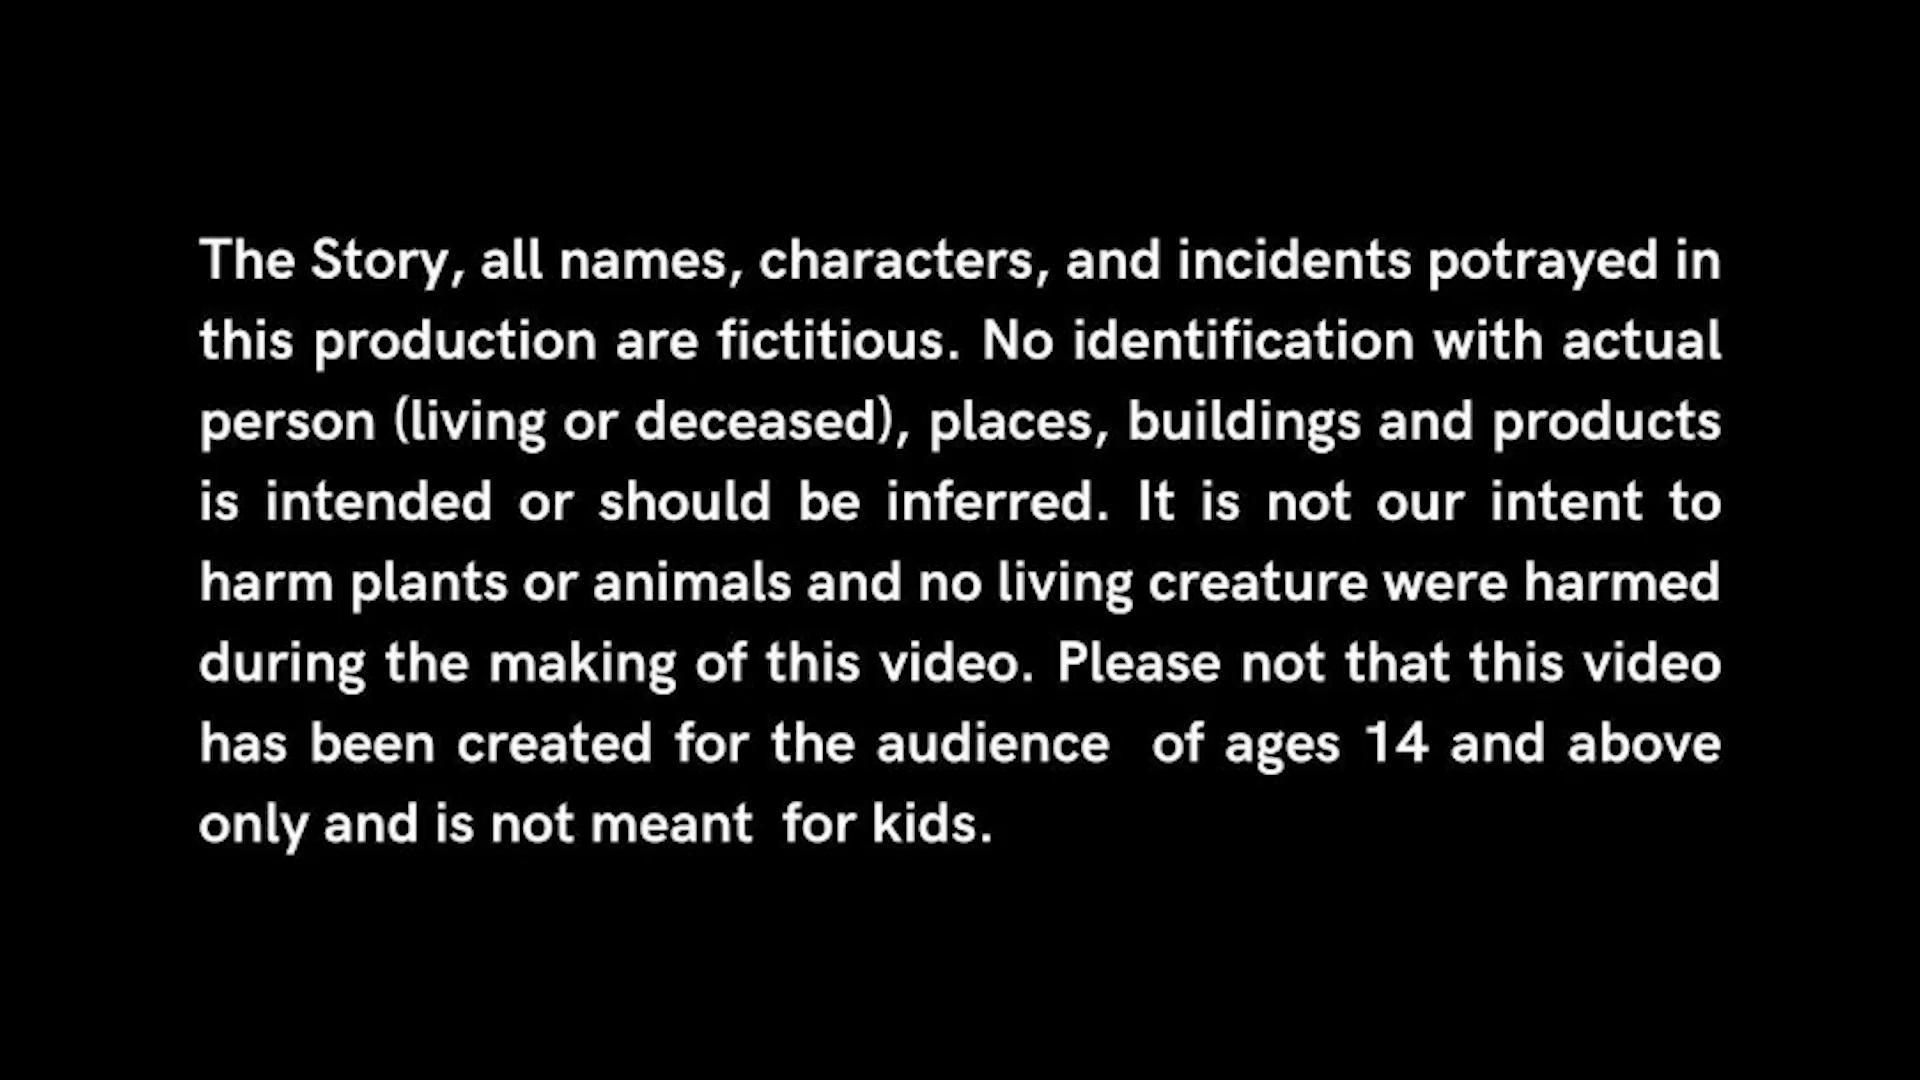 The Story, all names, characters, and incidents potrayed in
this production are fictitious. No identification with actual
person (living or deceased), places, buildings and products
is intended or should be inferred. It is not our intent to
harm plants or animals and no living creature were harmed
during the making of this video. Please not that this video
has been created for the audience  of ages 14 and above
only and is not meant  for kids.